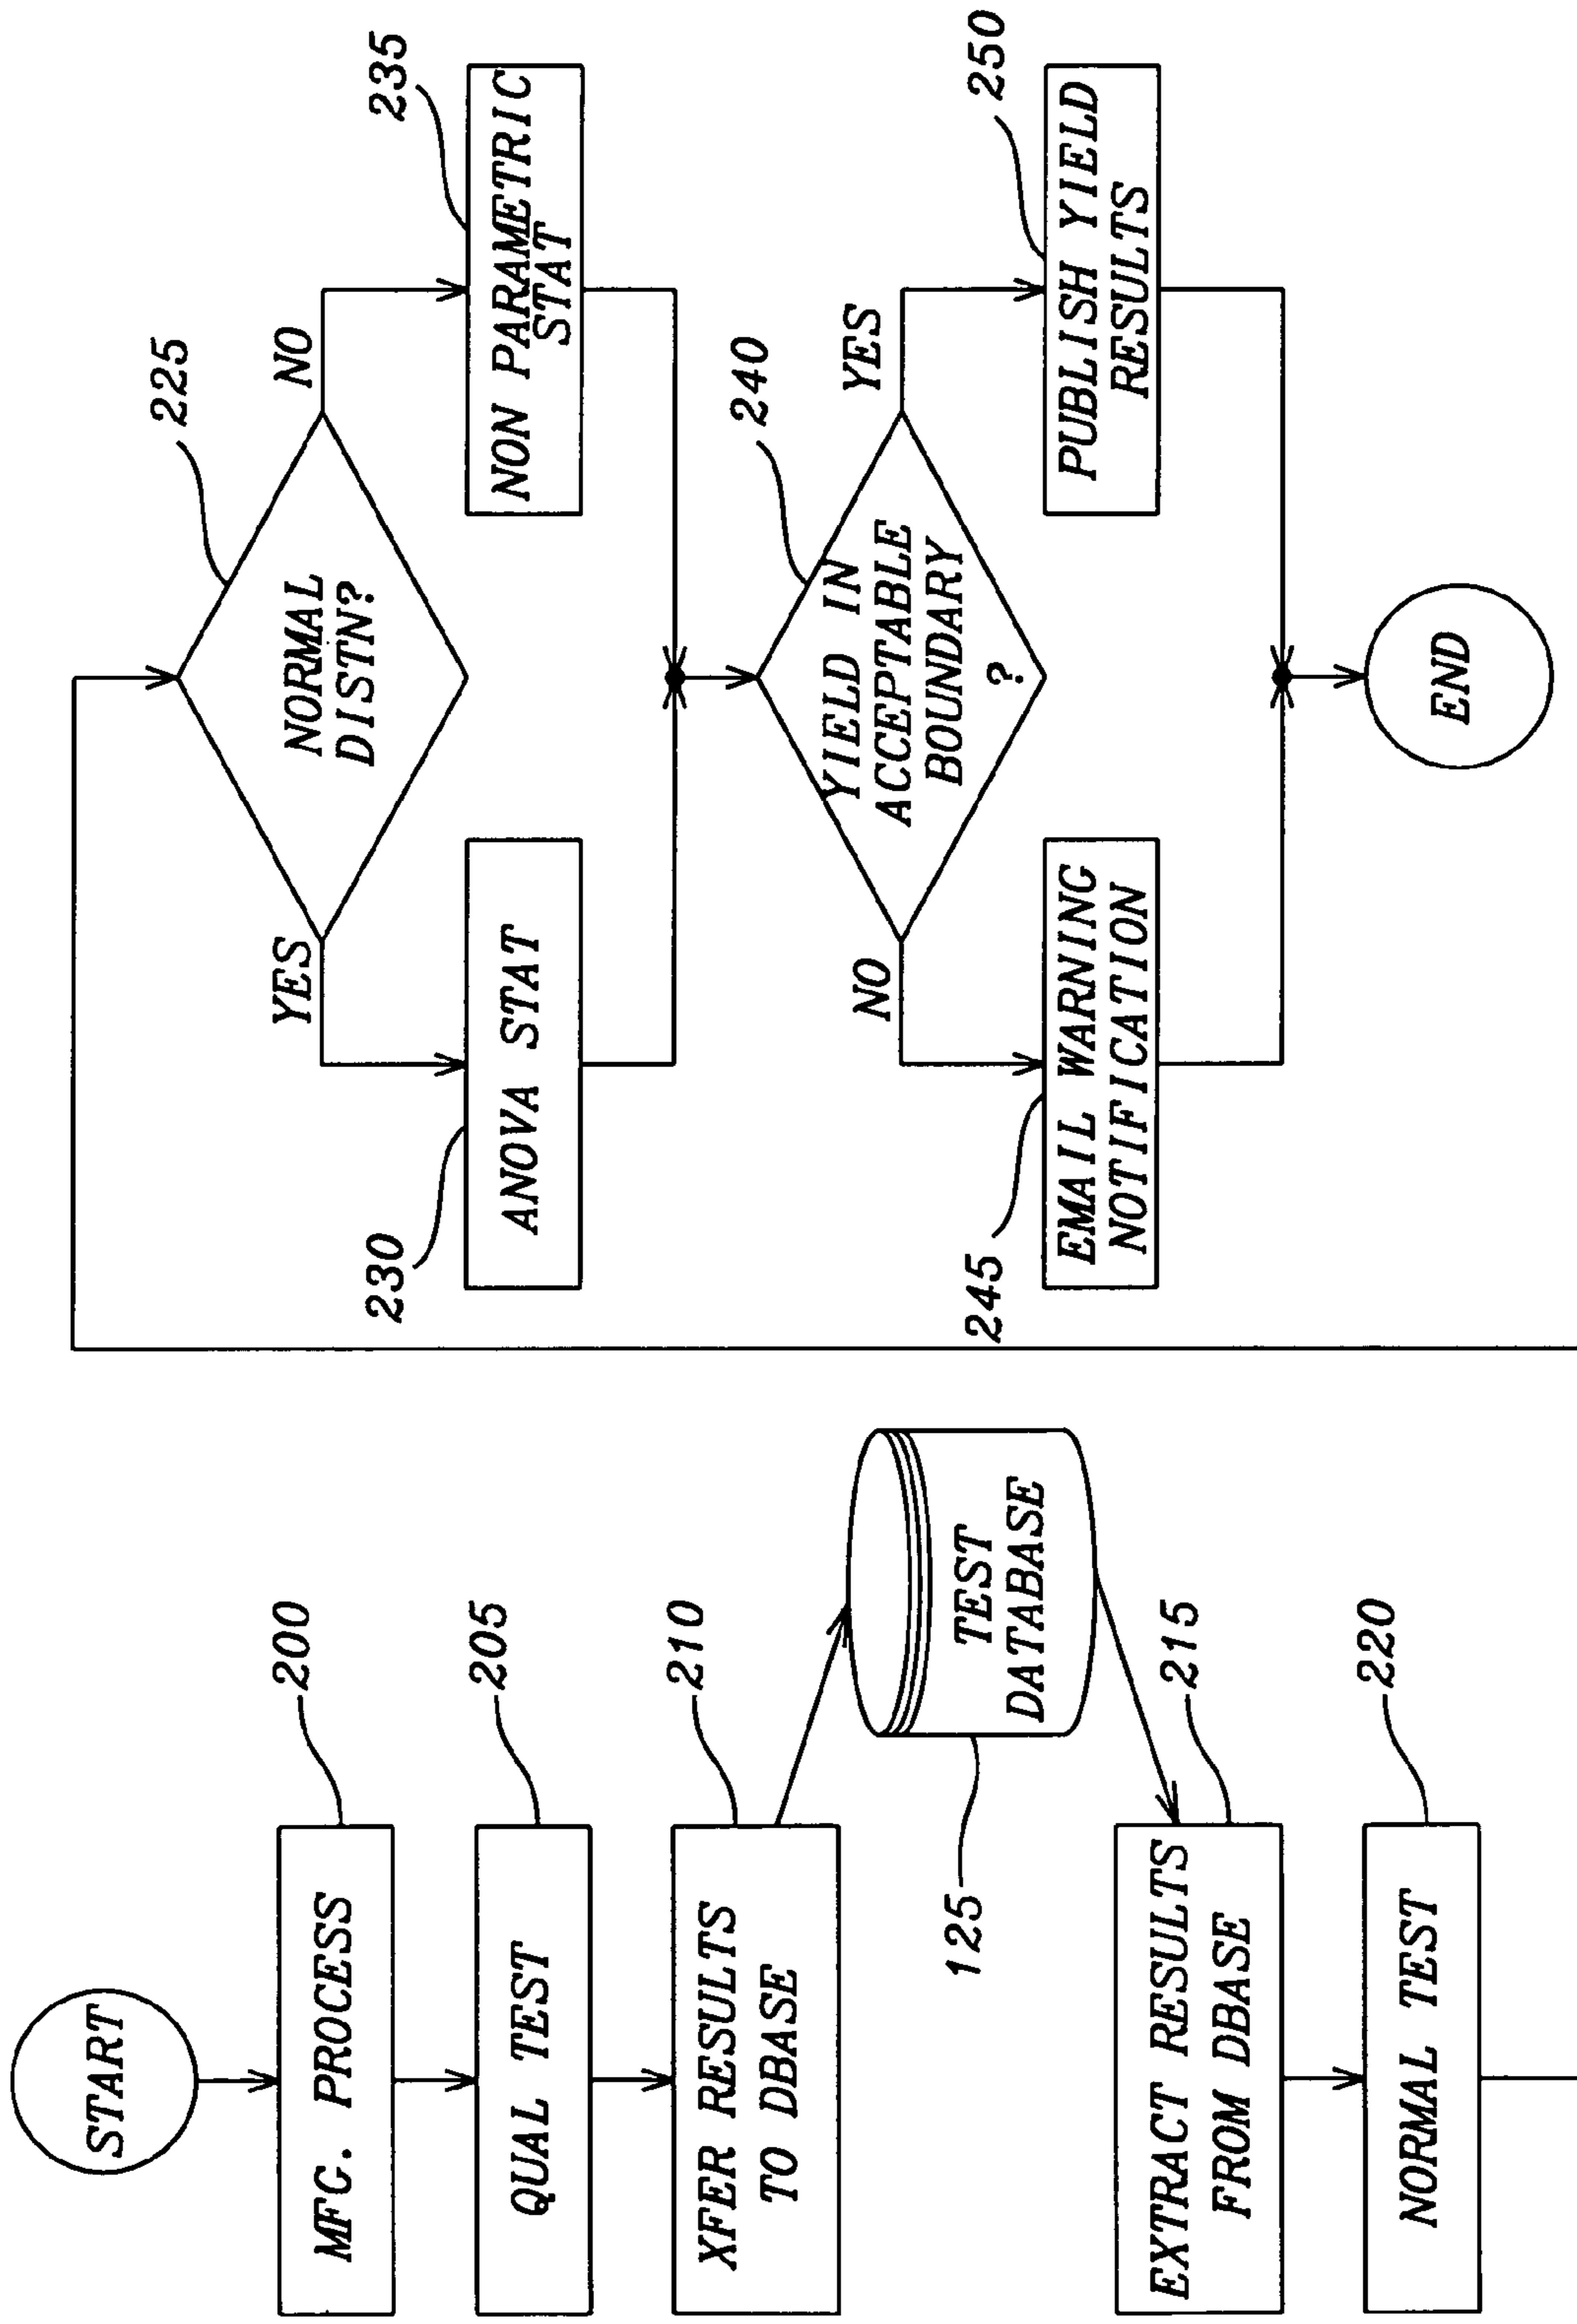 START
MFG. PROCESS
200
QUAL TEST
205
XFER RESULTS
TO DBASE
210
TEST
DATABASE
125
EXTRACT RESULTS
FROM DBASE
215
NORMAL TEST
220
NORMAL
DISTN?
225
YES
NO
ANOVA STAT
230
NON PARAMETRIC
STAT
235
YIELD IN
ACCEPTABLE
BOUNDARY
?
240
NO
YES
EMAIL WARNING
NOTIFICATION
245
PUBLISH YIELD
RESULTS
250
END